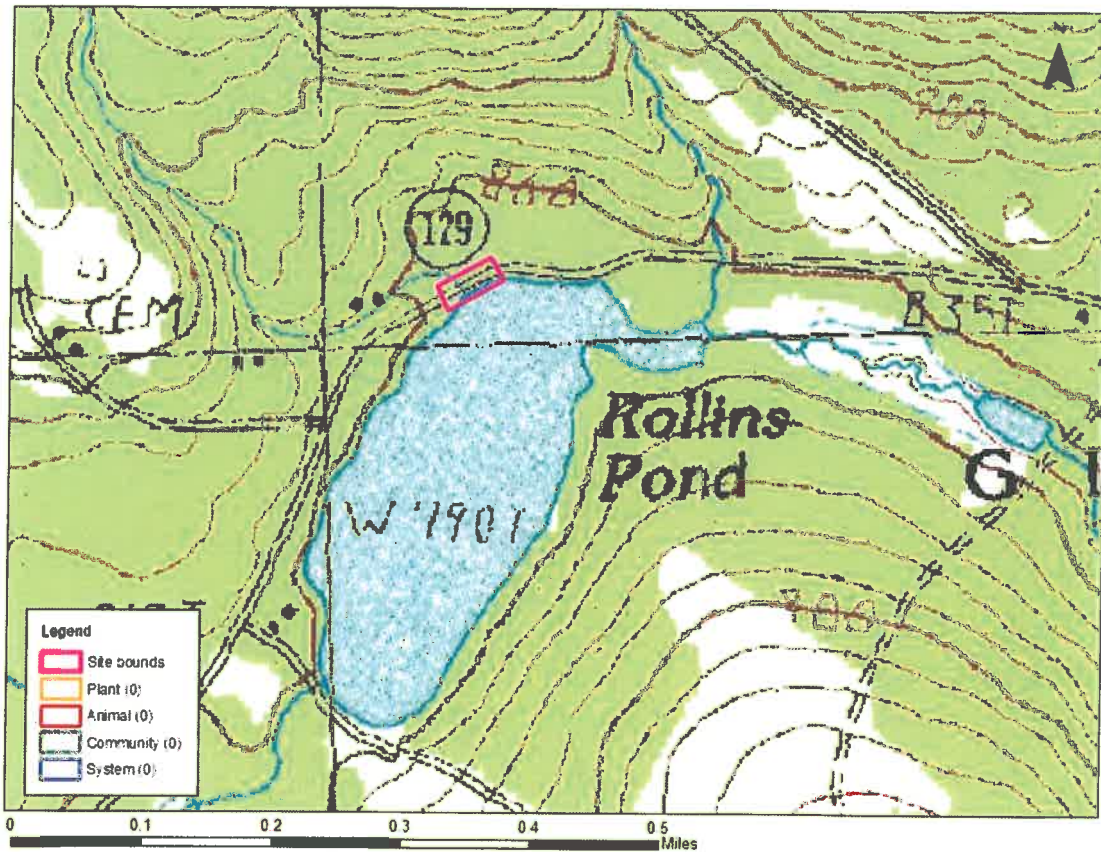 129
CEM
Rollins
Pond
G
W
700
Legend
Site bounds
Plant (0)
Animal (0)
Community (0)
System (0)
0 0.1 0.2 0.3 0.4 0.5
Miles